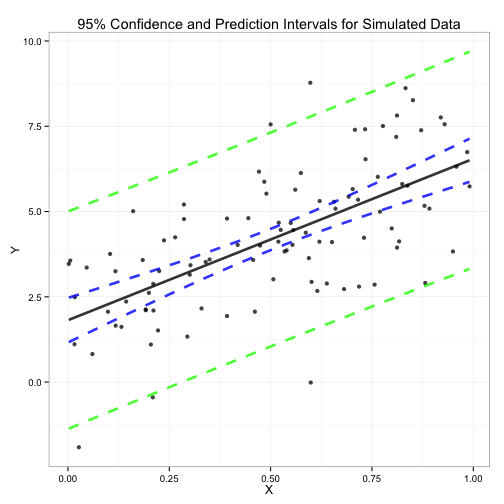 95% Confidence and Prediction Intervals for Simulated Data
10.0
7.5
5.0
2.5
0.0
Y
0.00 0.25 0.50 0.75 1.00
X